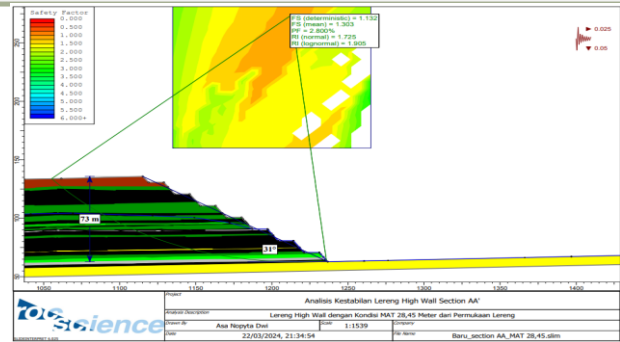 Safety Factor
0.000
0.500
1.000
1.500
2.000
2.500
3.000
3.500
4.000
4.500
5.000
5.500
6.000+
FS (deterministic) = 1.132
FS (mean) = 1.303
PF = 2.800%
RI (normal) = 1.725
RI (lognormal) = 1.905
0.025
0.05
250
200
150
100
50
73 m
31°
1050
1100
1150
1200
1250
1300
1350
1400
rocscience
Project
Analisis Kestabilan Lereng High Wall Section AA'
Analysis Description
Lereng High Wall dengan Kondisi MAT 28,45 Meter dari Permukaan Lereng
Drawn By
Asa Nopyta Dwi
Scale
1:1539
Company
Date
22/03/2024, 21:34:54
File Name
Baru_section AA_MAT 28,45.slim